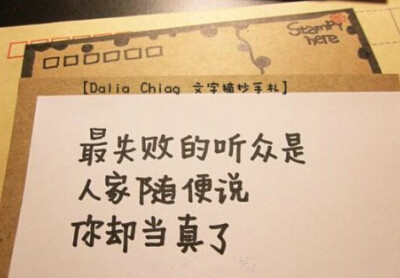 Stamp
here
【Dalia Chiao 文字摘抄手札】
最失败的听众是
人家随便说
你却当真了